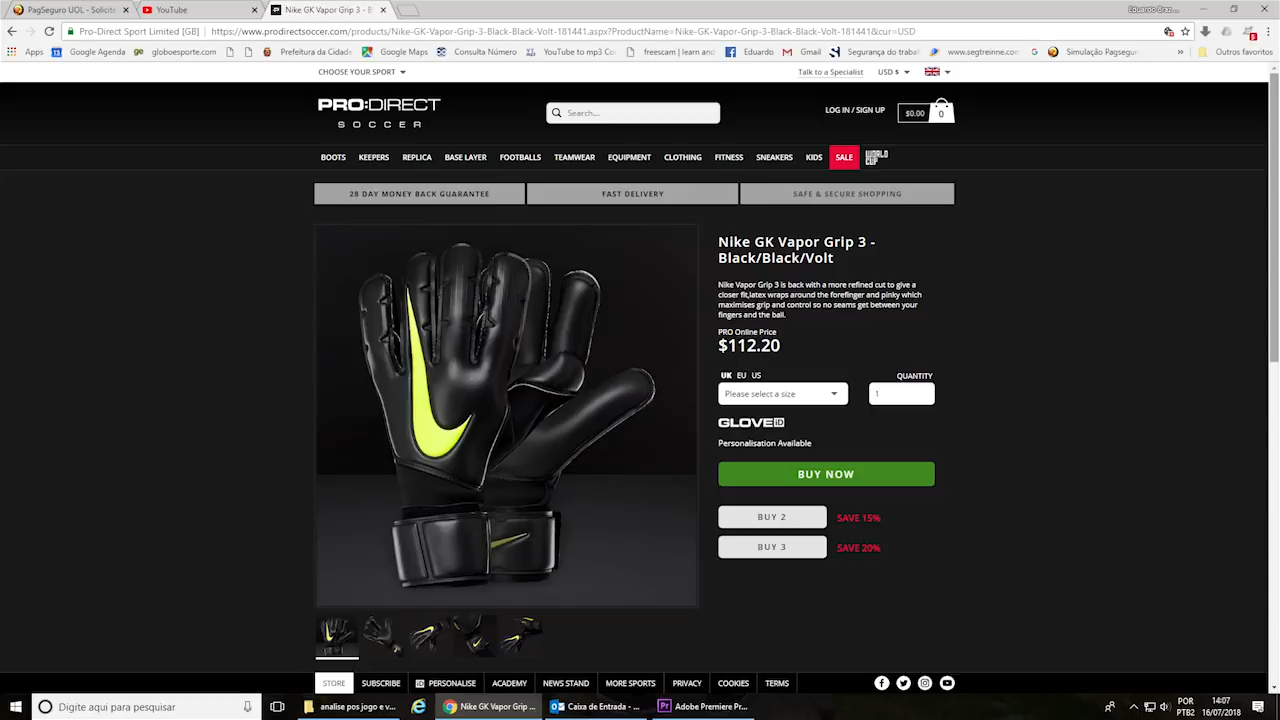 PagSeguro UOL - Solicite
YouTube
Nike GK Vapor Grip 3 - B
Eduardo Braz ...
Pro-Direct Sport Limited [GB]
https://www.prodirectsoccer.com/products/Nike-GK-Vapor-Grip-3-Black-Black-Volt-181441.aspx?ProductName=Nike-GK-Vapor-Grip-3-Black-Black-Volt-181441&cur=USD
Apps
Google Agenda
globoesporte.com
Prefeitura da Cidade
Google Maps
Consulta Número
YouTube to mp3 Co
freescam | learn and
Eduardo
Gmail
Segurança do trabalh
www.segtreinne.com
Simulação Pagsegur
Outros favoritos
CHOOSE YOUR SPORT
Talk to a Specialist
USD $
PRO:DIRECT
SOCCER
Search...
LOG IN / SIGN UP
$0.00
0
BOOTS
KEEPERS
REPLICA
BASE LAYER
FOOTBALLS
TEAMWEAR
EQUIPMENT
CLOTHING
FITNESS
SNEAKERS
KIDS
SALE
WORLD
CUP
28 DAY MONEY BACK GUARANTEE
FAST DELIVERY
SAFE & SECURE SHOPPING
Nike GK Vapor Grip 3 -
Black/Black/Volt
Nike Vapor Grip 3 is back with a more refined cut to give a
closer fit,latex wraps around the forefinger and pinky which
maximises grip and control so no seams get between your
fingers and the ball.
PRO Online Price
$112.20
UK EU US
QUANTITY
Please select a size
1
GLOVE ID
Personalisation Available
BUY NOW
BUY 2
SAVE 15%
BUY 3
SAVE 20%
STORE
SUBSCRIBE
iD PERSONALISE
ACADEMY
NEWS STAND
MORE SPORTS
PRIVACY
COOKIES
TERMS
Digite aqui para pesquisar
analise pos jogo e v...
Nike GK Vapor Grip ...
Caixa de Entrada - ...
Adobe Premiere Pr...
POR
PTB2
14:07
16/07/2018